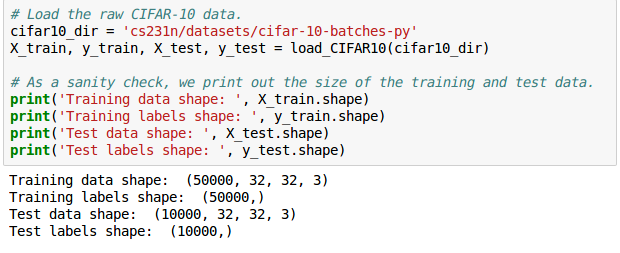 # Load the raw CIFAR-10 data.
cifar10_dir = 'cs231n/datasets/cifar-10-batches-py'
X_train, y_train, X_test, y_test = load_CIFAR10(cifar10_dir)
# As a sanity check, we print out the size of the training and test data.
print('Training data shape: ', X_train.shape)
print('Training labels shape: ', y_train.shape)
print('Test data shape: ', X_test.shape)
print('Test labels shape: ', y_test.shape)
Training data shape:  (50000, 32, 32, 3)
Training labels shape:  (50000,)
Test data shape:  (10000, 32, 32, 3)
Test labels shape:  (10000,)